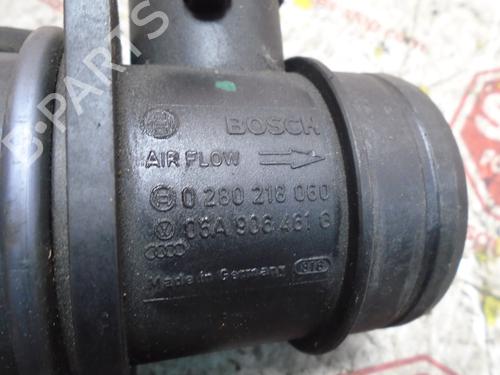 BOSCH
AIR FLOW
0 280 218 060
06A 906 461 G
Made in Germany
B-PARTS